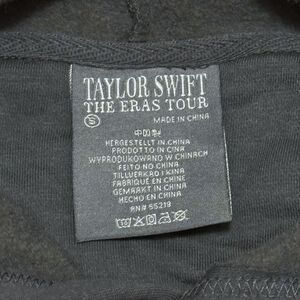 TAYLOR SWIFT
THE ERAS TOUR
S
MADE IN CHINA
中国制
HERGESTELLT IN CHINA
PRODOTTO IN CINA
WYPRODUKOWANO W CHINACH
FEITO NO CHINA
TILLVERKAD I KINA
FABRIQUÉ EN CHINE
GEMAAKT IN CHINA
HECHO EN CHINA
RN# 55219